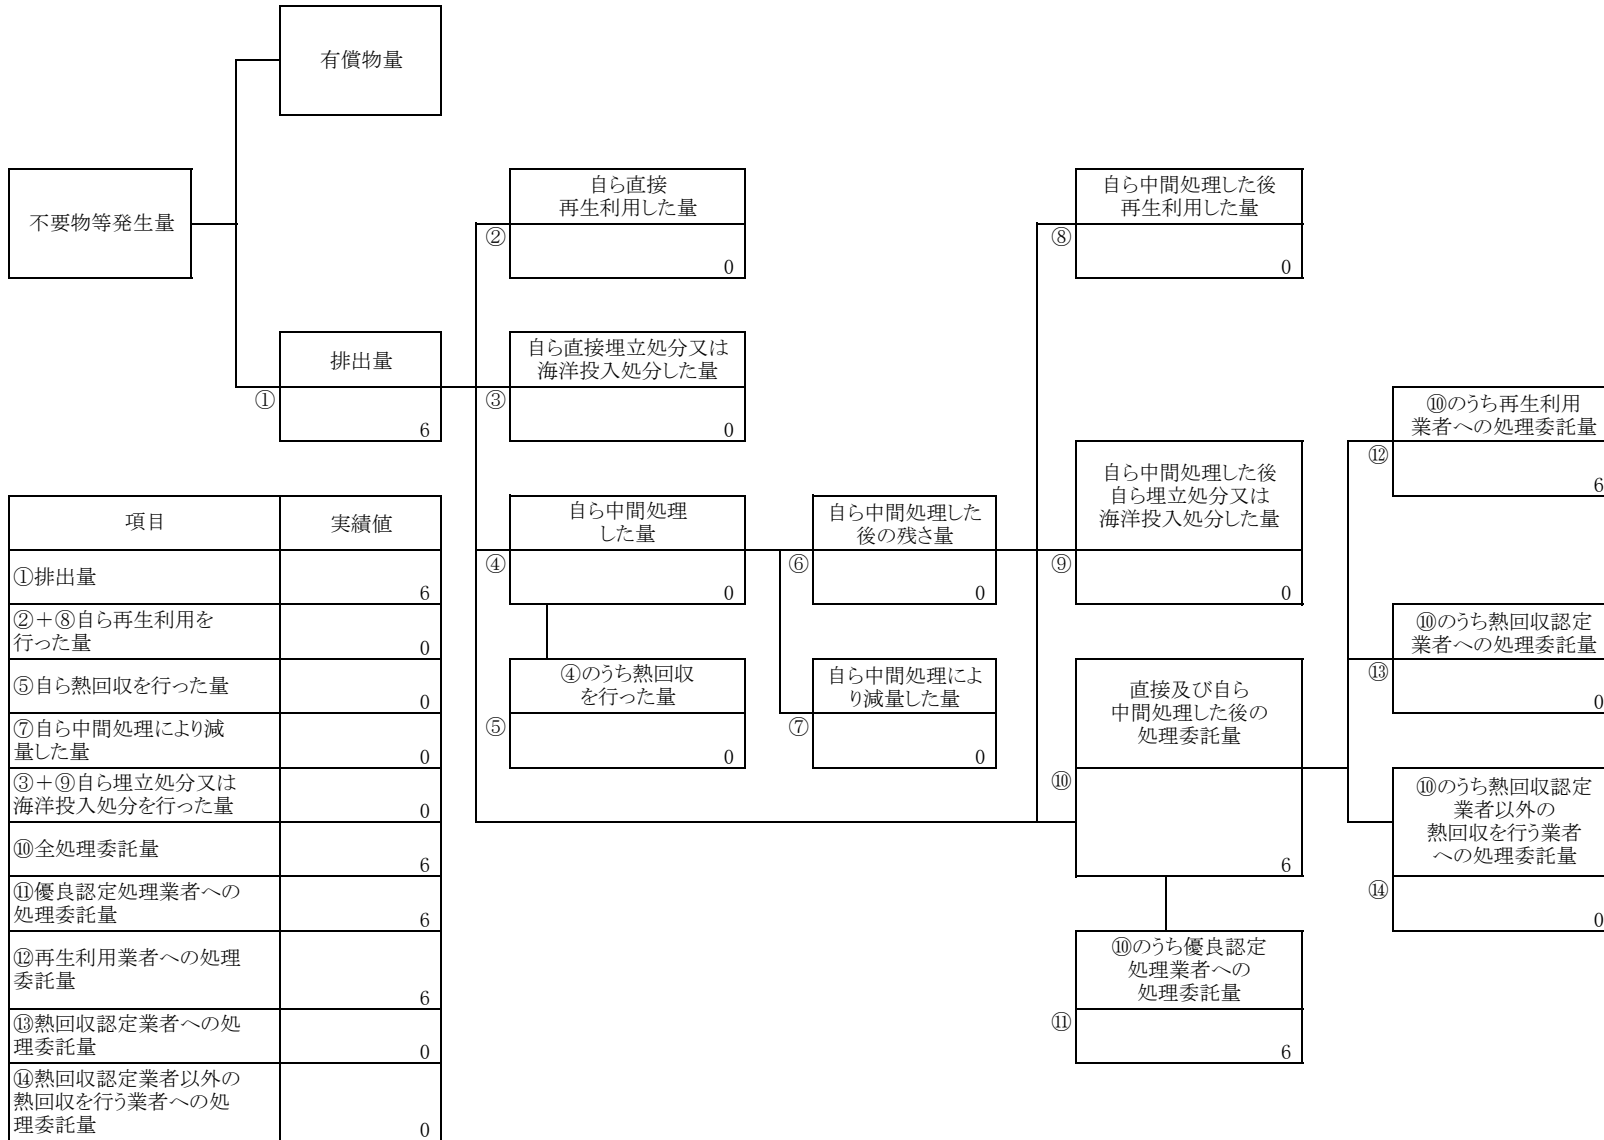 有償物量
不要物等発生量
自ら直接
再生利用した量
②
0
自ら中間処理した後
再生利用した量
⑧
0
排出量
①
6
自ら直接埋立処分又は
海洋投入処分した量
③
0
⑩のうち再生利用
業者への処理委託量
⑫
6
自ら中間処理
した量
④
0
自ら中間処理した
後の残さ量
⑥
0
自ら中間処理した後
自ら埋立処分又は
海洋投入処分した量
⑨
0
⑩のうち熱回収認定
業者への処理委託量
⑬
0
④のうち熱回収
を行った量
⑤
0
自ら中間処理によ
り減量した量
⑦
0
直接及び自ら
中間処理した後の
処理委託量
⑩
6
⑩のうち熱回収認定
業者以外の
熱回収を行う業者
への処理委託量
⑭
0
⑩のうち優良認定
処理業者への
処理委託量
⑪
6
項目 実績値
①排出量
6
②+⑧自ら再生利用を
行った量
0
⑤自ら熱回収を行った量
0
⑦自ら中間処理により減
量した量
0
③+⑨自ら埋立処分又は
海洋投入処分を行った量
0
⑩全処理委託量
6
⑪優良認定処理業者への
処理委託量
6
⑫再生利用業者への処理
委託量
6
⑬熱回収認定業者への処
理委託量
0
⑭熱回収認定業者以外の
熱回収を行う業者への処
理委託量
0